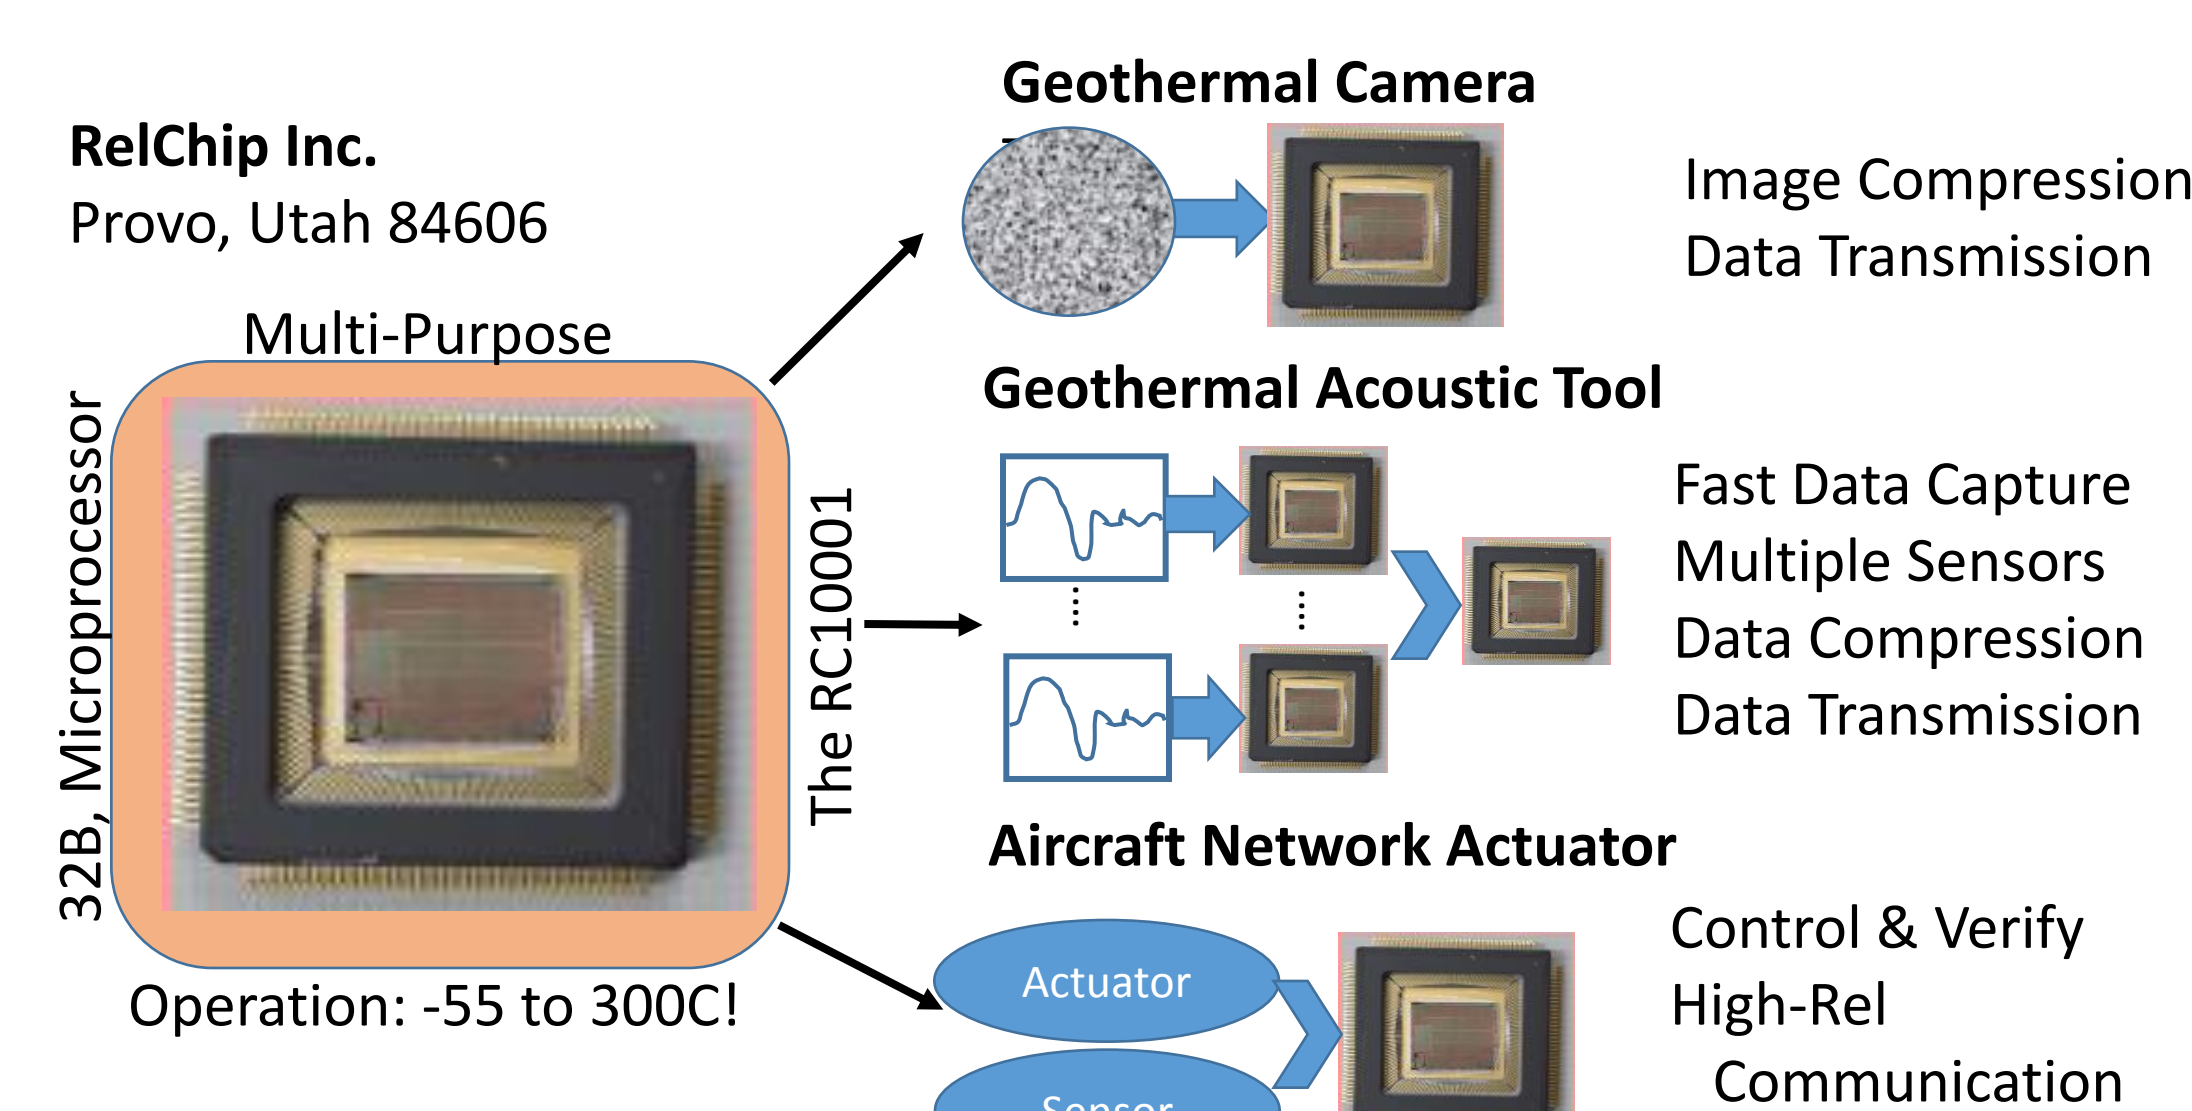 RelChip Inc.
Provo, Utah 84606
Multi-Purpose
32B, Microprocessor
The RC10001
Operation: -55 to 300C!
Geothermal Camera
Image Compression
Data Transmission
Geothermal Acoustic Tool
Fast Data Capture
Multiple Sensors
Data Compression
Data Transmission
Aircraft Network Actuator
Actuator
Sensor
Control & Verify
High-Rel
Communication